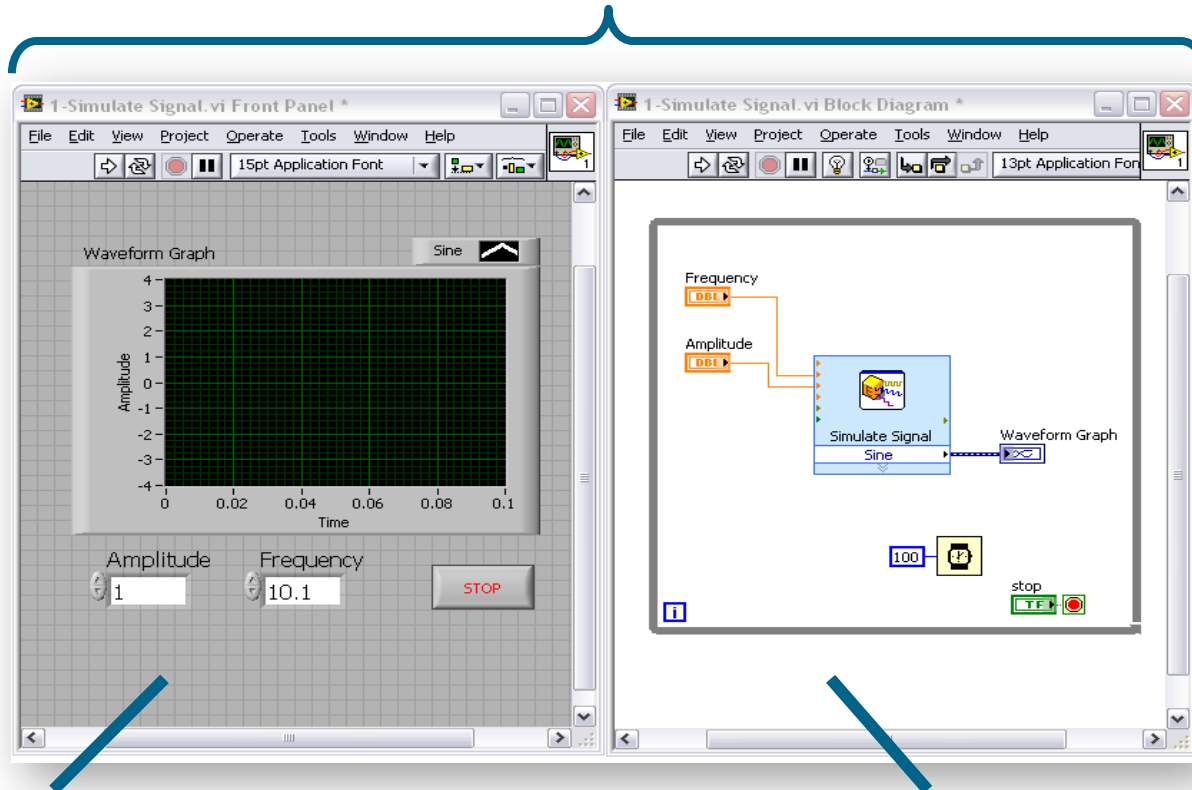 1-Simulate Signal.vi Front Panel *
File Edit View Project Operate Tools Window Help
15pt Application Font
1
Waveform Graph
Sine
4
3
2
1
0
-1
-2
-3
-4
Amplitude
0 0.02 0.04 0.06 0.08 0.1
Time
Amplitude Frequency
1 10.1
STOP
1-Simulate Signal.vi Block Diagram *
File Edit View Project Operate Tools Window Help
13pt Application Fon
1
Frequency
DBL
Amplitude
DBL
Simulate Signal
Sine
Waveform Graph
100
stop
TF
i